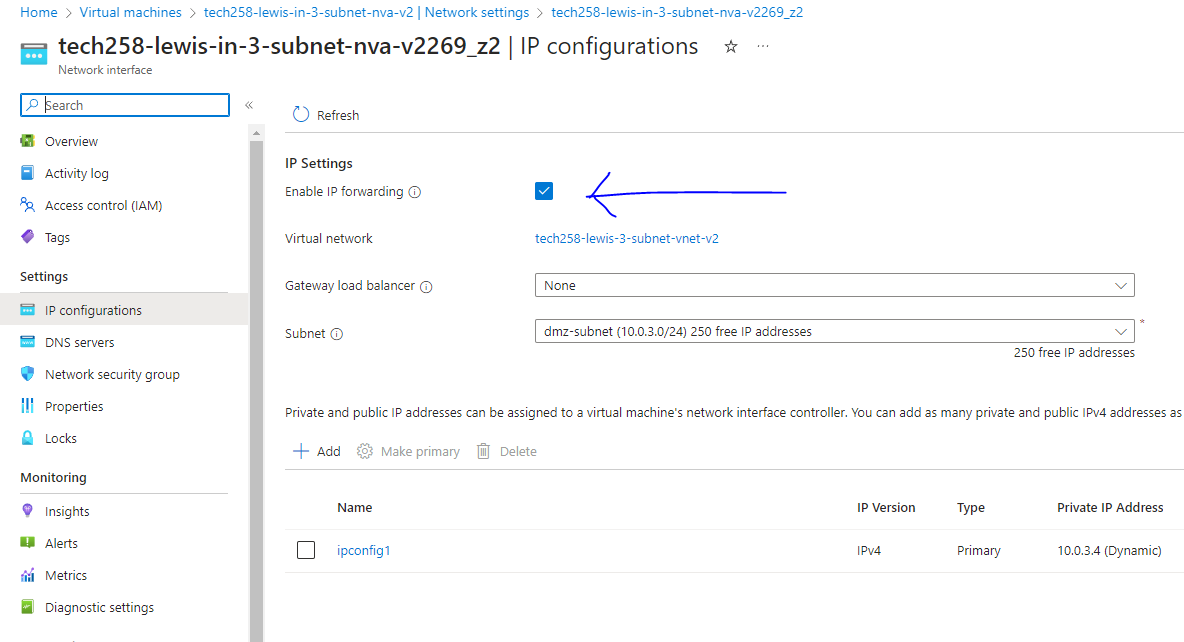 Home > Virtual machines > tech258-lewis-in-3-subnet-nva-v2 | Network settings > tech258-lewis-in-3-subnet-nva-v2269_z2
tech258-lewis-in-3-subnet-nva-v2269_z2 | IP configurations ☆ ...
Network interface
Search «
Overview
Activity log
Access control (IAM)
Tags
Settings
IP configurations
DNS servers
Network security group
Properties
Locks
Monitoring
Insights
Alerts
Metrics
Diagnostic settings
Refresh
IP Settings
Enable IP forwarding
Virtual network tech258-lewis-3-subnet-vnet-v2
Gateway load balancer None
Subnet dmz-subnet (10.0.3.0/24) 250 free IP addresses *
250 free IP addresses
Private and public IP addresses can be assigned to a virtual machine's network interface controller. You can add as many private and public IPv4 addresses as
Add Make primary Delete
Name IP Version Type Private IP Address
ipconfig1 IPv4 Primary 10.0.3.4 (Dynamic)